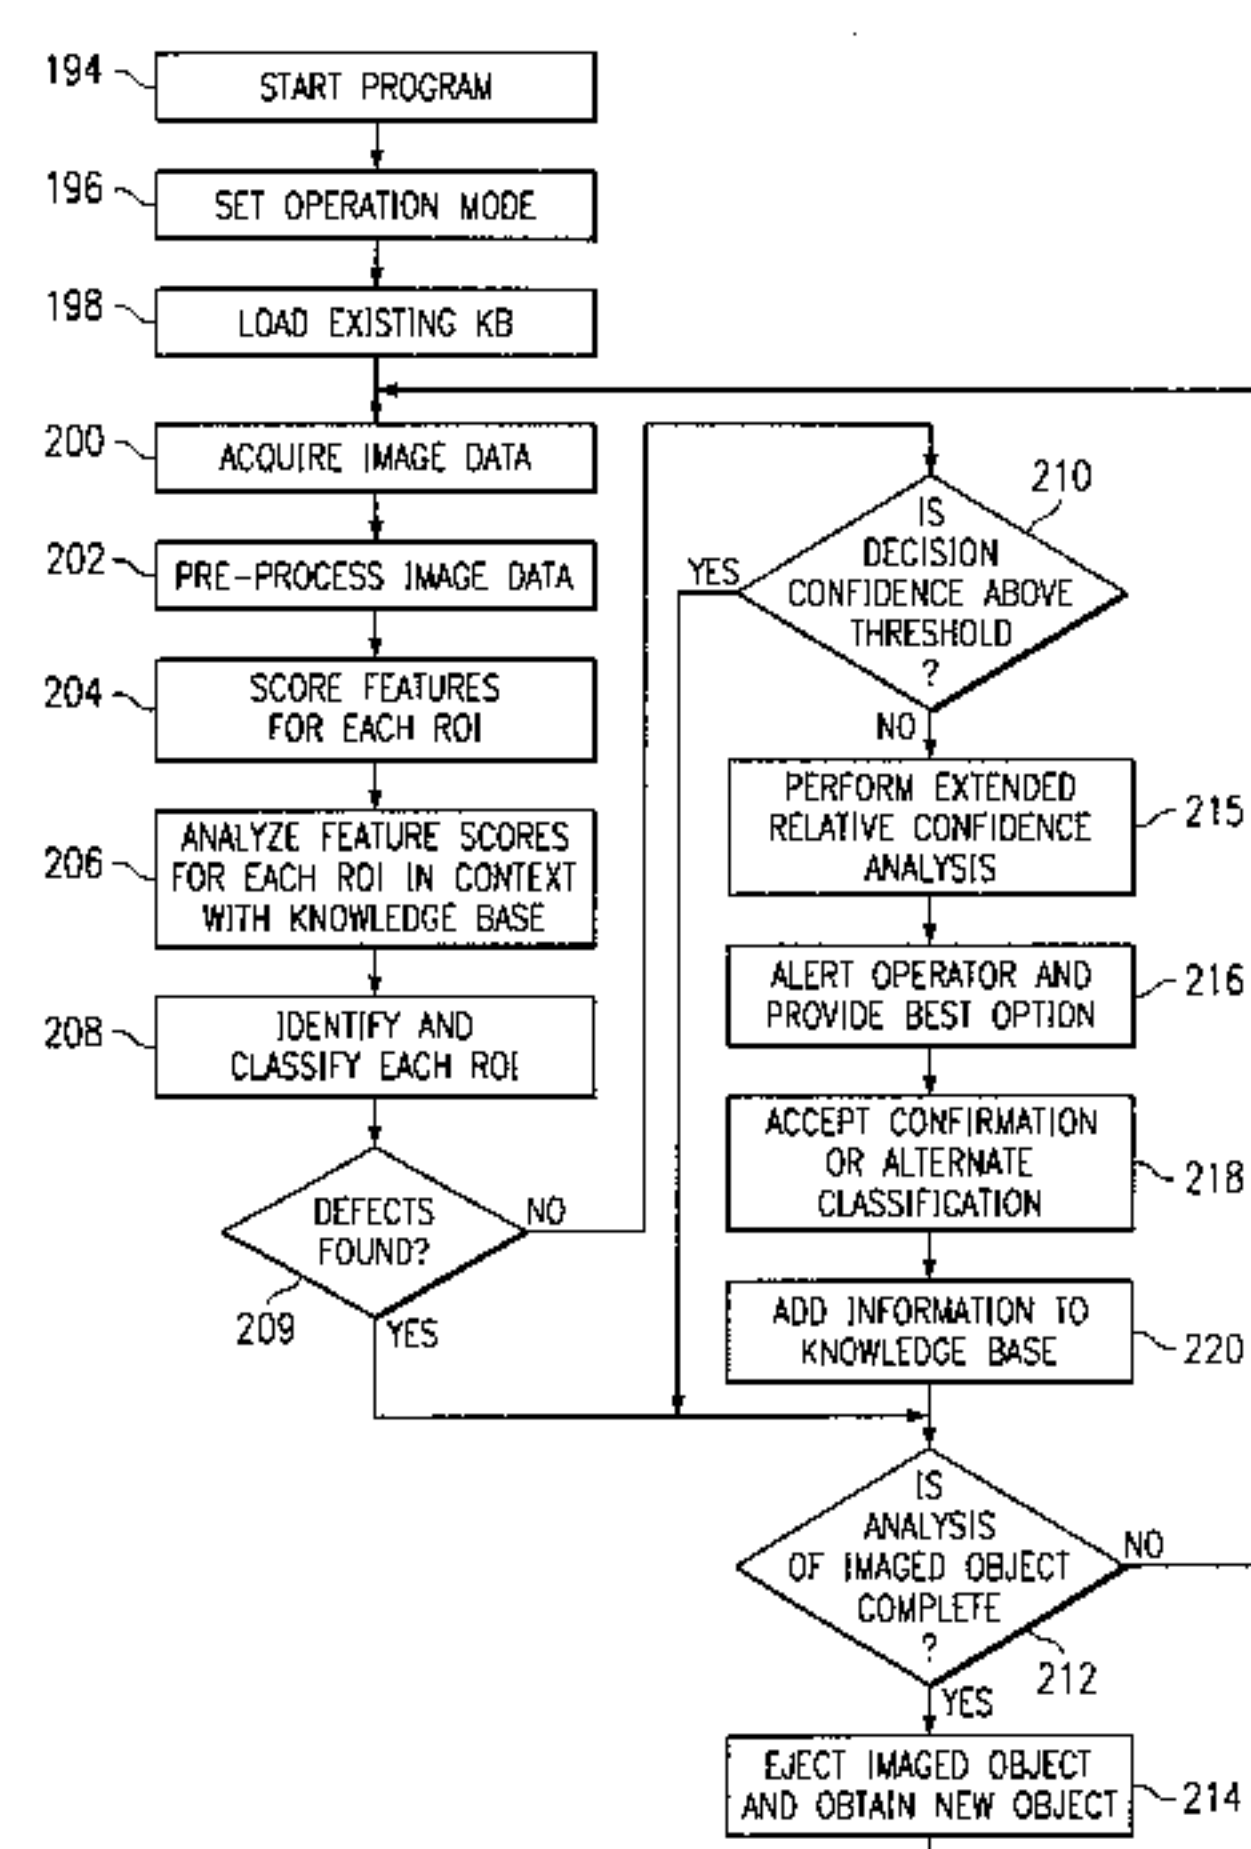 194
START PROGRAM
196
SET OPERATION MODE
198
LOAD EXISTING KB
200
ACQUIRE IMAGE DATA
202
PRE-PROCESS IMAGE DATA
204
SCORE FEATURES
FOR EACH ROI
206
ANALYZE FEATURE SCORES
FOR EACH ROI IN CONTEXT
WITH KNOWLEDGE BASE
208
IDENTIFY AND
CLASSIFY EACH ROI
DEFECTS
FOUND?
NO
209
YES
210
IS
DECISION
CONFIDENCE ABOVE
THRESHOLD
?
YES
NO
PERFORM EXTENDED
RELATIVE CONFIDENCE
ANALYSIS
215
ALERT OPERATOR AND
PROVIDE BEST OPTION
216
ACCEPT CONFIRMATION
OR ALTERNATE
CLASSIFICATION
218
ADD INFORMATION TO
KNOWLEDGE BASE
220
IS
ANALYSIS
OF IMAGED OBJECT
COMPLETE
?
NO
212
YES
EJECT IMAGED OBJECT
AND OBTAIN NEW OBJECT
214